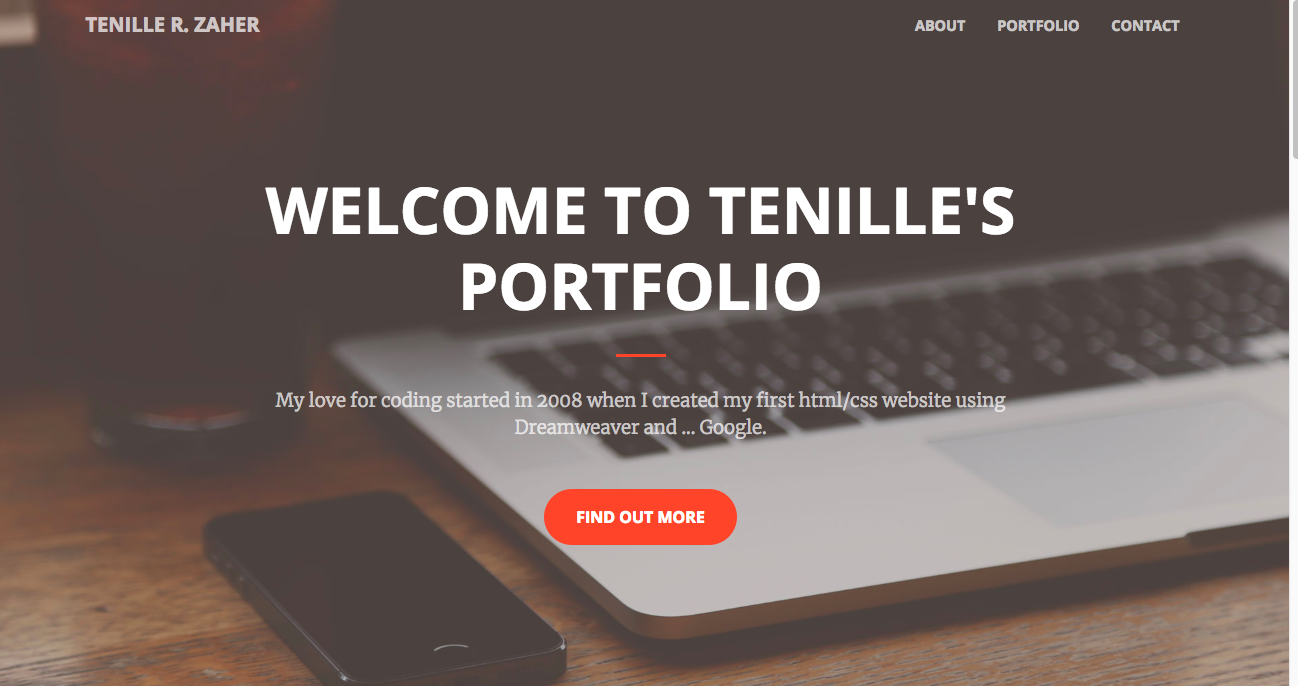 TENILLE R. ZAHER
ABOUT PORTFOLIO CONTACT
WELCOME TO TENILLE'S
PORTFOLIO
My love for coding started in 2008 when I created my first html/css website using
Dreamweaver and ... Google.
FIND OUT MORE